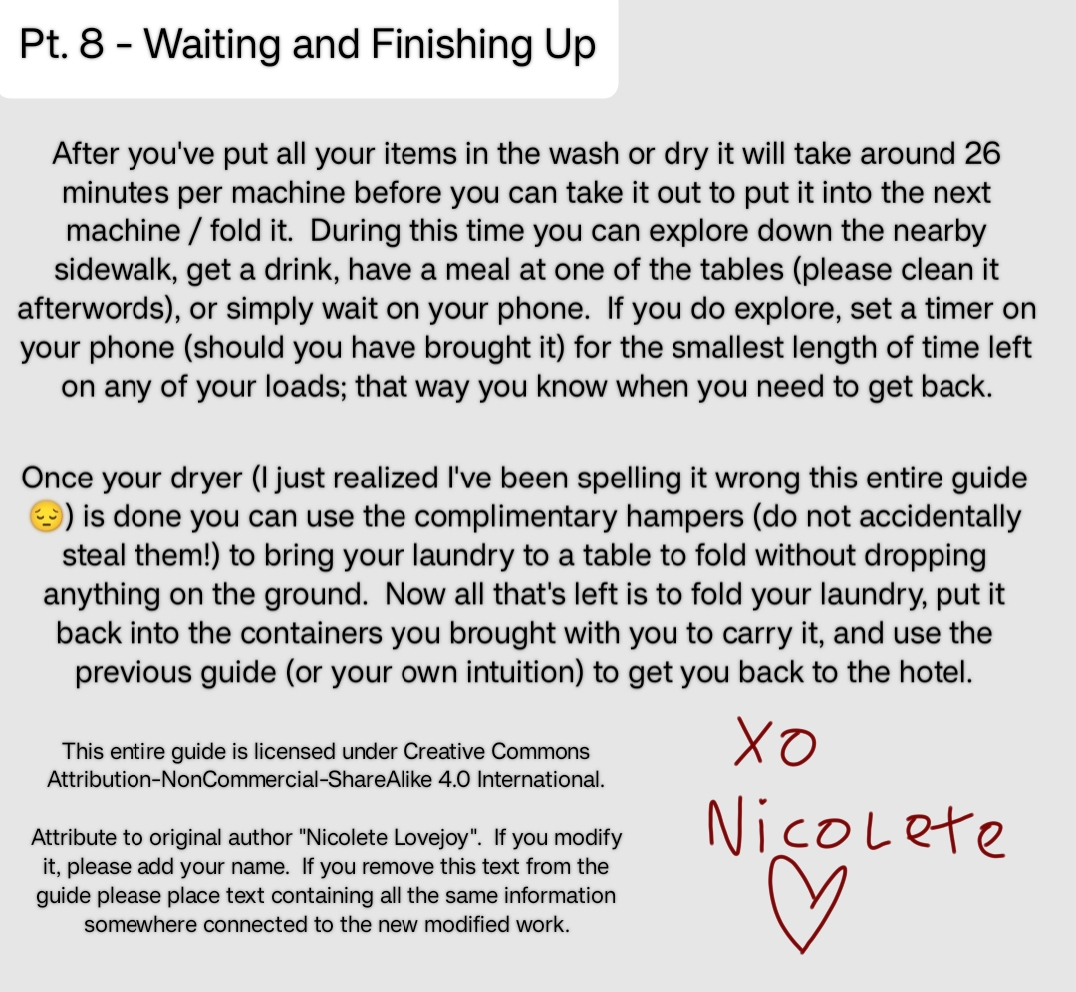 Pt. 8 - Waiting and Finishing Up
After you've put all your items in the wash or dry it will take around 26
minutes per machine before you can take it out to put it into the next
machine / fold it.  During this time you can explore down the nearby
sidewalk, get a drink, have a meal at one of the tables (please clean it
afterwords), or simply wait on your phone.  If you do explore, set a timer on
your phone (should you have brought it) for the smallest length of time left
on any of your loads; that way you know when you need to get back.
Once your dryer (I just realized I've been spelling it wrong this entire guide
😔) is done you can use the complimentary hampers (do not accidentally
steal them!) to bring your laundry to a table to fold without dropping
anything on the ground.  Now all that's left is to fold your laundry, put it
back into the containers you brought with you to carry it, and use the
previous guide (or your own intuition) to get you back to the hotel.
This entire guide is licensed under Creative Commons
Attribution-NonCommercial-ShareAlike 4.0 International.
Attribute to original author "Nicolete Lovejoy".  If you modify
it, please add your name.  If you remove this text from the
guide please place text containing all the same information
somewhere connected to the new modified work.
XO
Nicolete